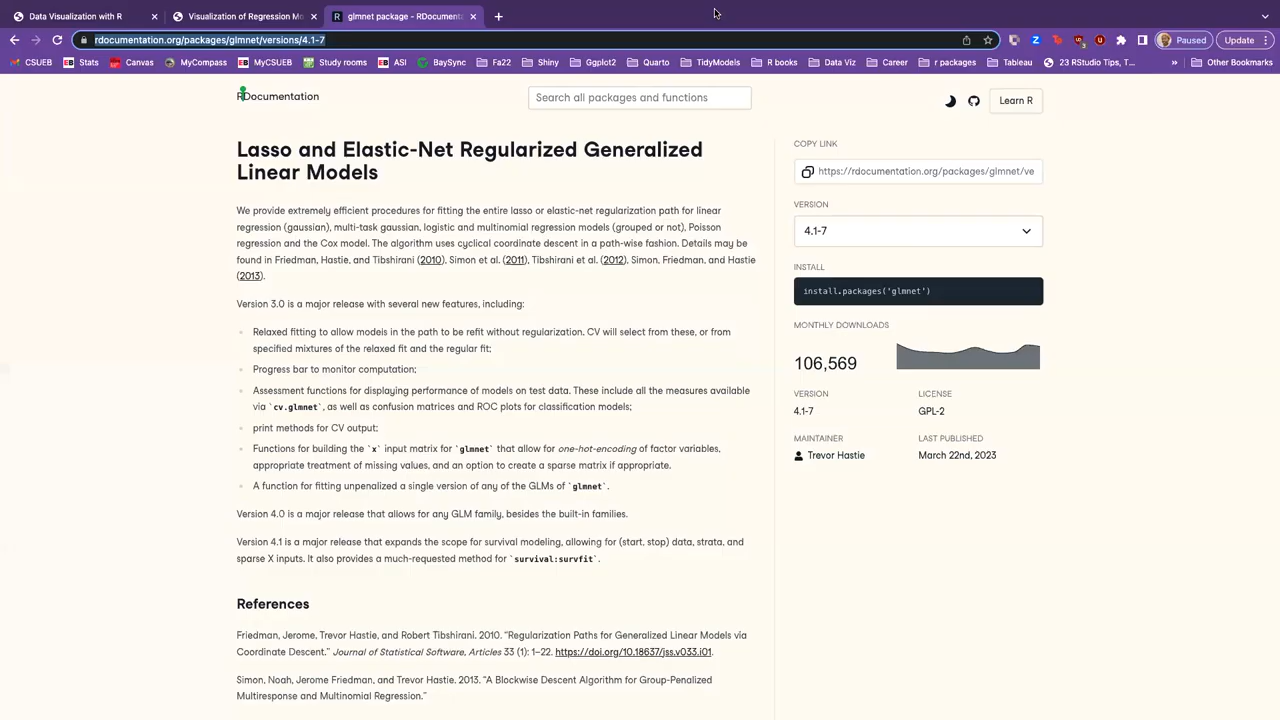 Data Visualization with R
Visualization of Regression Mo
glmnet package - RDocumenta
rdocumentation.org/packages/glmnet/versions/4.1-7
Paused
Update
CSUEB
Stats
Canvas
MyCompass
MyCSUEB
Study rooms
ASI
BaySync
Fa22
Shiny
Ggplot2
Quarto
TidyModels
R books
Data Viz
Career
r packages
Tableau
23 RStudio Tips, T...
»
Other Bookmarks
RDocumentation
Search all packages and functions
Learn R
Lasso and Elastic-Net Regularized Generalized
Linear Models
We provide extremely efficient procedures for fitting the entire lasso or elastic-net regularization path for linear
regression (gaussian), multi-task gaussian, logistic and multinomial regression models (grouped or not), Poisson
regression and the Cox model. The algorithm uses cyclical coordinate descent in a path-wise fashion. Details may be
found in Friedman, Hastie, and Tibshirani (2010), Simon et al. (2011), Tibshirani et al. (2012), Simon, Friedman, and Hastie
(2013).
Version 3.0 is a major release with several new features, including:
Relaxed fitting to allow models in the path to be refit without regularization. CV will select from these, or from
specified mixtures of the relaxed fit and the regular fit;
Progress bar to monitor computation;
Assessment functions for displaying performance of models on test data. These include all the measures available
via `cv.glmnet`, as well as confusion matrices and ROC plots for classification models;
print methods for CV output;
Functions for building the `x` input matrix for `glmnet` that allow for one-hot-encoding of factor variables,
appropriate treatment of missing values, and an option to create a sparse matrix if appropriate.
A function for fitting unpenalized a single version of any of the GLMs of `glmnet`.
Version 4.0 is a major release that allows for any GLM family, besides the built-in families.
Version 4.1 is a major release that expands the scope for survival modeling, allowing for (start, stop) data, strata, and
sparse X inputs. It also provides a much-requested method for `survival:survfit`.
References
Friedman, Jerome, Trevor Hastie, and Robert Tibshirani. 2010. “Regularization Paths for Generalized Linear Models via
Coordinate Descent.” Journal of Statistical Software, Articles 33 (1): 1–22. https://doi.org/10.18637/jss.v033.i01.
Simon, Noah, Jerome Friedman, and Trevor Hastie. 2013. “A Blockwise Descent Algorithm for Group-Penalized
Multiresponse and Multinomial Regression.”
COPY LINK
https://rdocumentation.org/packages/glmnet/ve
VERSION
4.1-7
INSTALL
install.packages('glmnet')
MONTHLY DOWNLOADS
106,569
VERSION
LICENSE
4.1-7
GPL-2
MAINTAINER
LAST PUBLISHED
Trevor Hastie
March 22nd, 2023